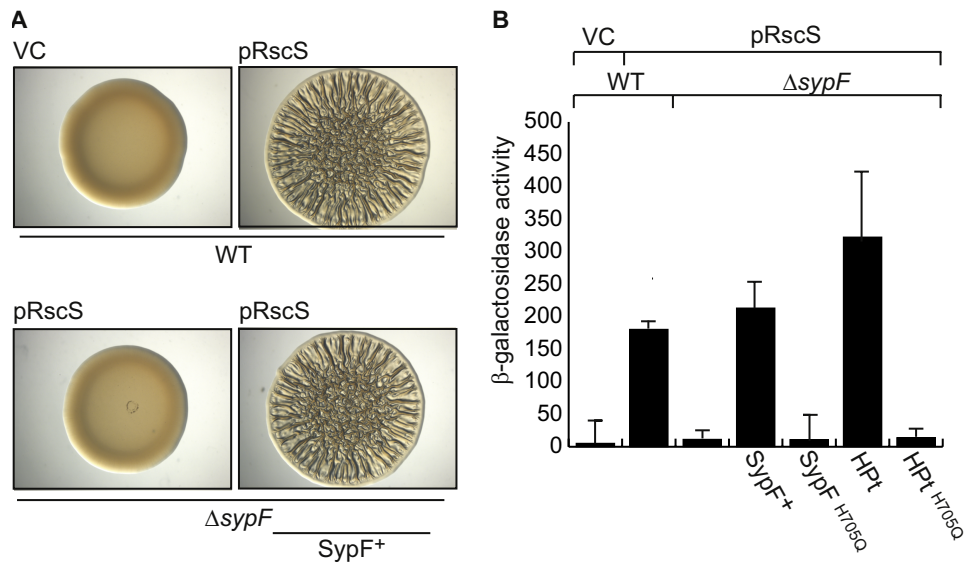 A
VC
pRscS
WT
pRscS
pRscS
ΔsypF
SypF+
B
VC
pRscS
WT
ΔsypF
β-galactosidase activity
500
450
400
350
300
250
200
150
100
50
0
SypF+
SypF H705Q
HPt
HPt H705Q